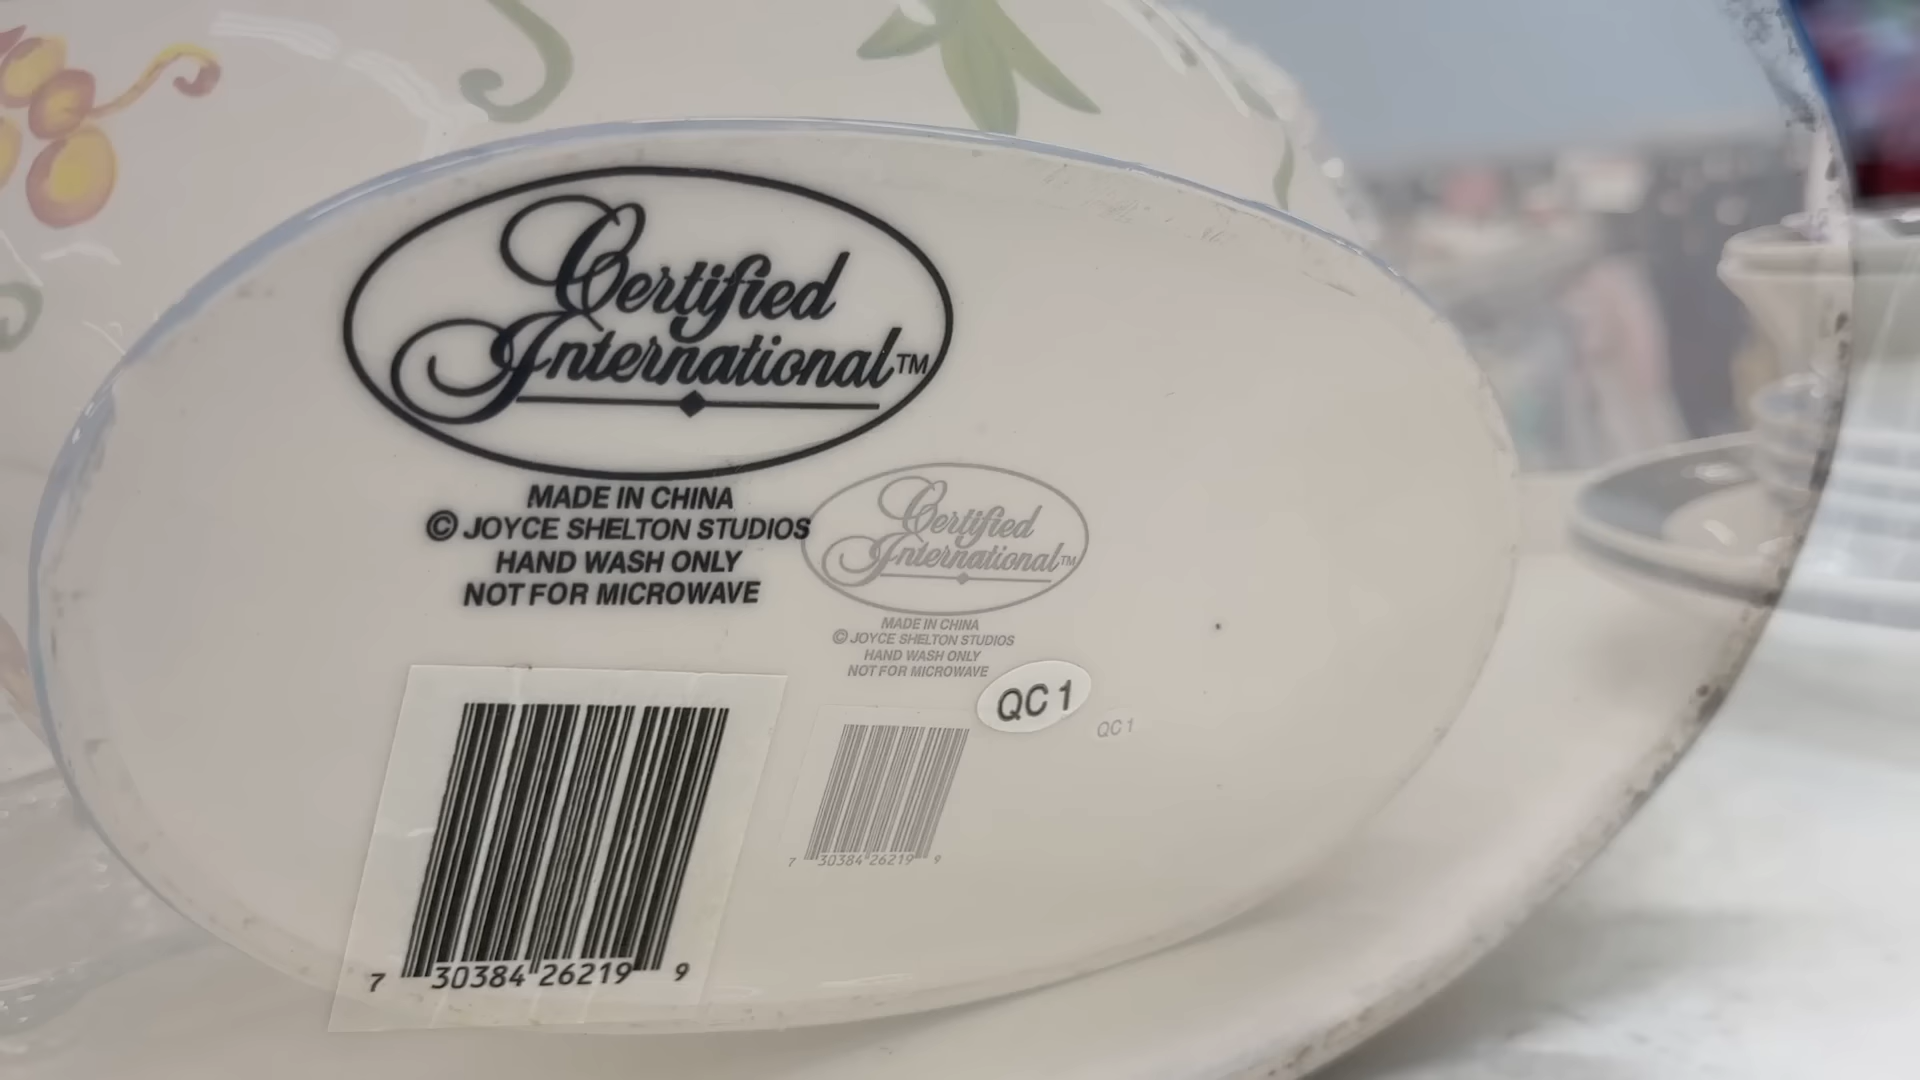 Certified
International™
MADE IN CHINA
© JOYCE SHELTON STUDIOS
HAND WASH ONLY
NOT FOR MICROWAVE
7 30384 26219 9
Certified
International™
MADE IN CHINA
© JOYCE SHELTON STUDIOS
HAND WASH ONLY
NOT FOR MICROWAVE
QC 1
QC 1
7 30384 26219 9